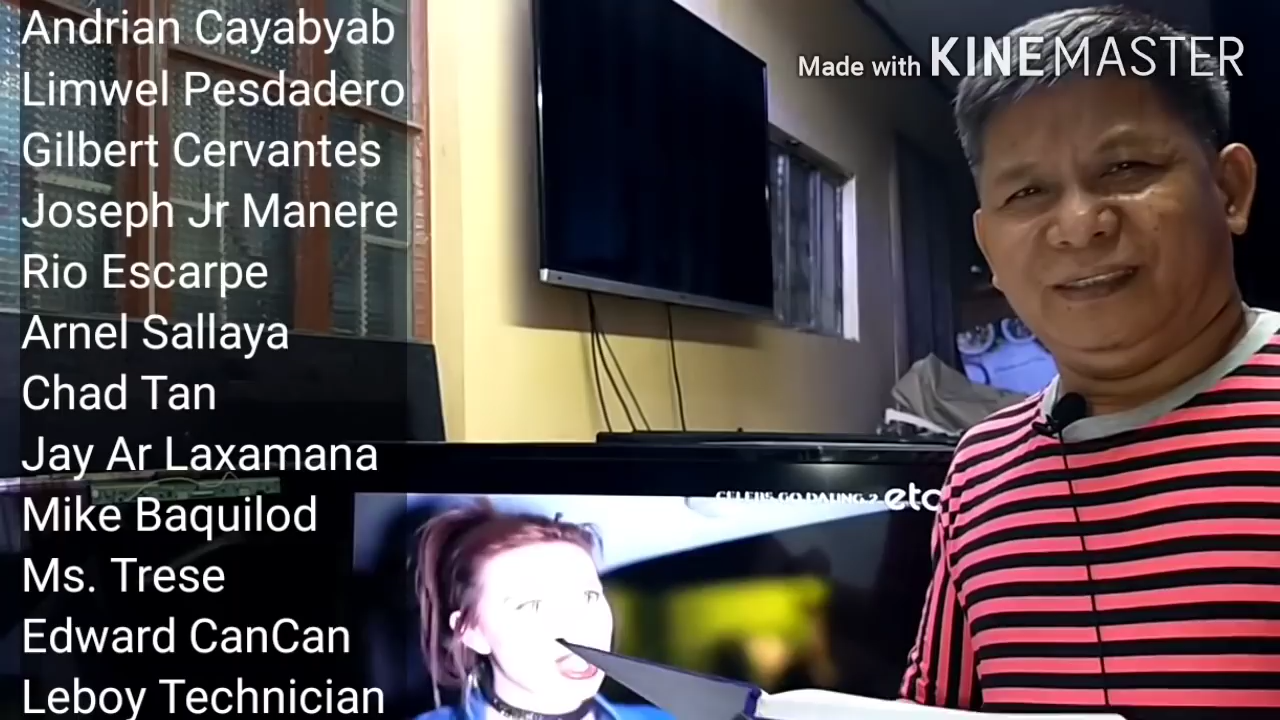 Andrian Cayabyab
Limwel Pesdadero
Gilbert Cervantes
Joseph Jr Manere
Rio Escarpe
Arnel Sallaya
Chad Tan
Jay Ar Laxamana
Mike Baquilod
Ms. Trese
Edward CanCan
Leboy Technician
Made with KINEMASTER
CELEBS GO DATING 2 etc